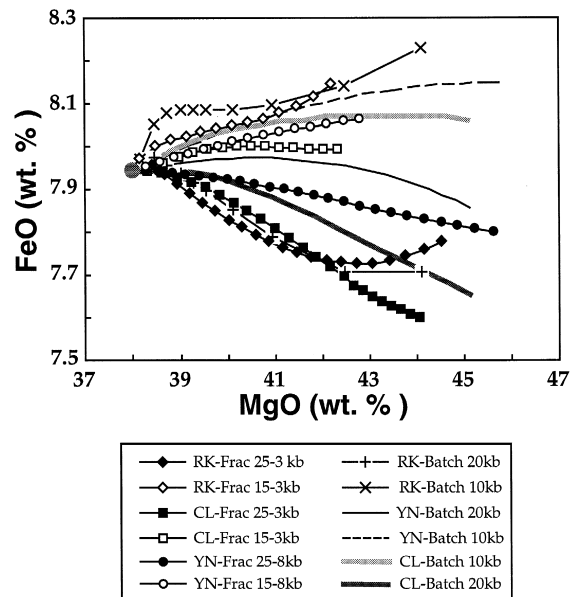 8.3
8.1
7.9
7.7
7.5
FeO (wt. %)
37 39 41 43 45 47
MgO (wt. %)
RK-Frac 25-3 kb
RK-Frac 15-3kb
CL-Frac 25-3kb
CL-Frac 15-3kb
YN-Frac 25-8kb
YN-Frac 15-8kb
RK-Batch 20kb
RK-Batch 10kb
YN-Batch 20kb
YN-Batch 10kb
CL-Batch 10kb
CL-Batch 20kb